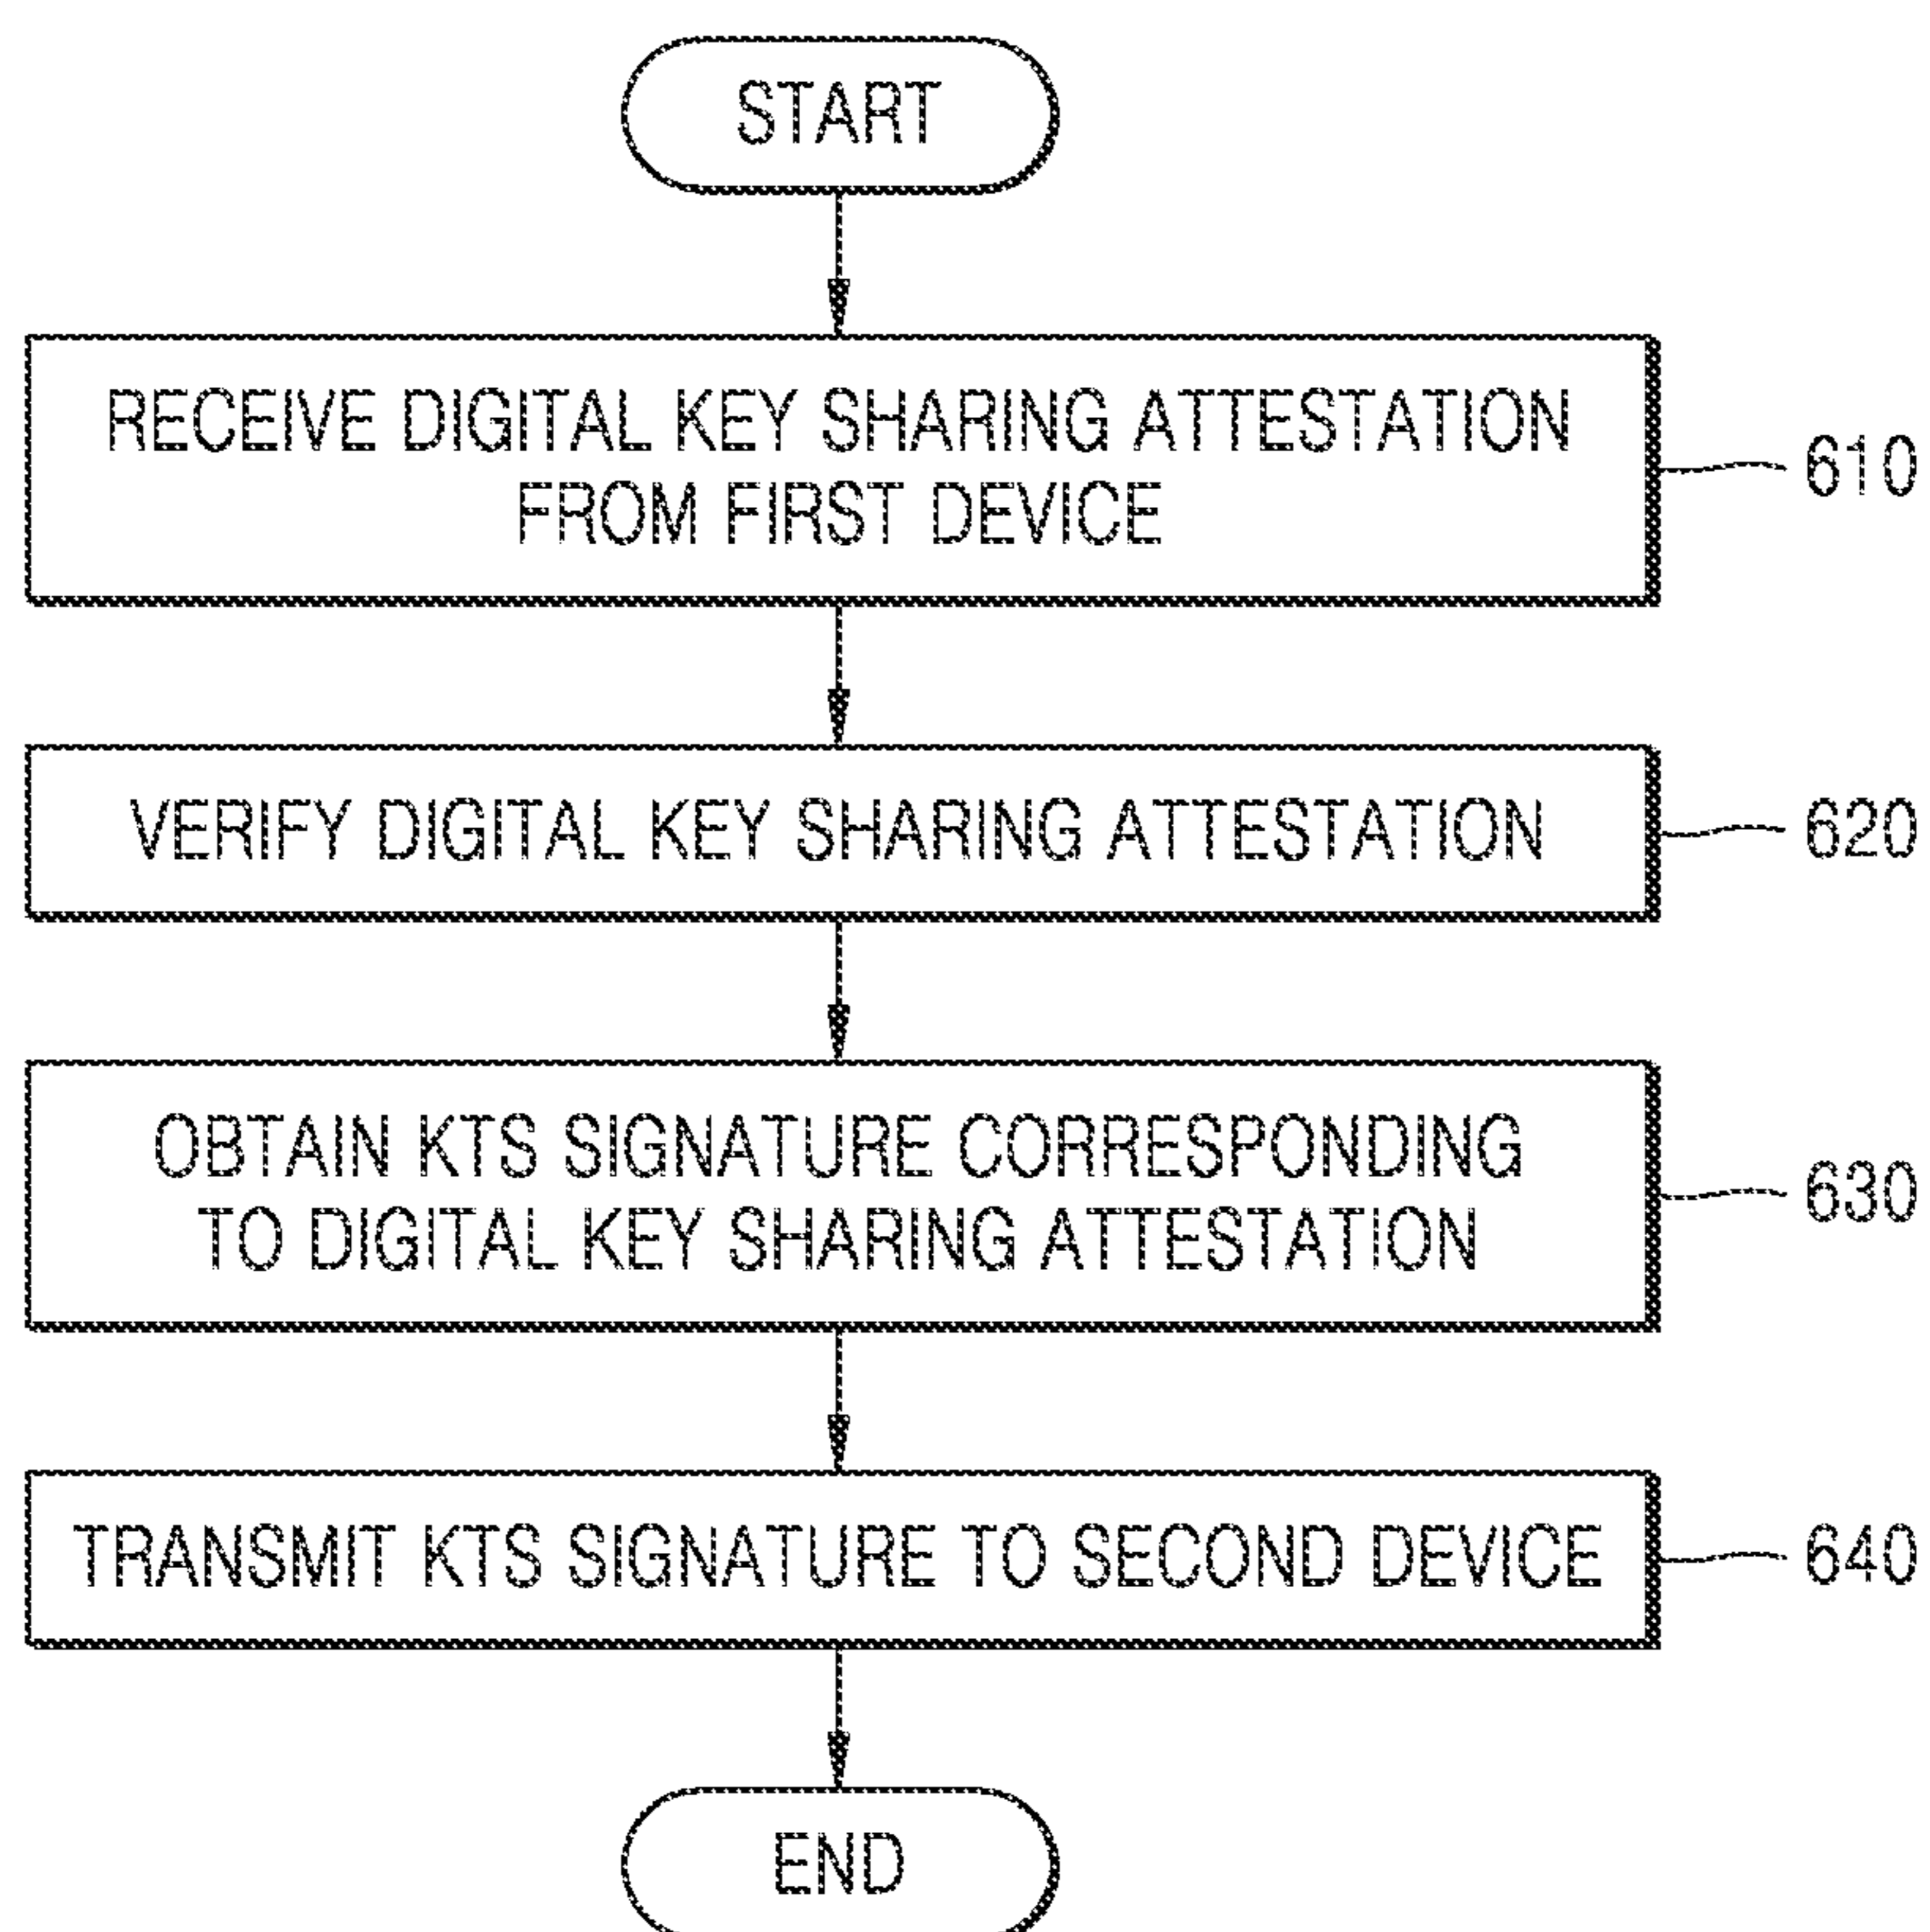 START
RECEIVE DIGITAL KEY SHARING ATTESTATION
FROM FIRST DEVICE
610
VERIFY DIGITAL KEY SHARING ATTESTATION
620
OBTAIN KTS SIGNATURE CORRESPONDING
TO DIGITAL KEY SHARING ATTESTATION
630
TRANSMIT KTS SIGNATURE TO SECOND DEVICE
640
END